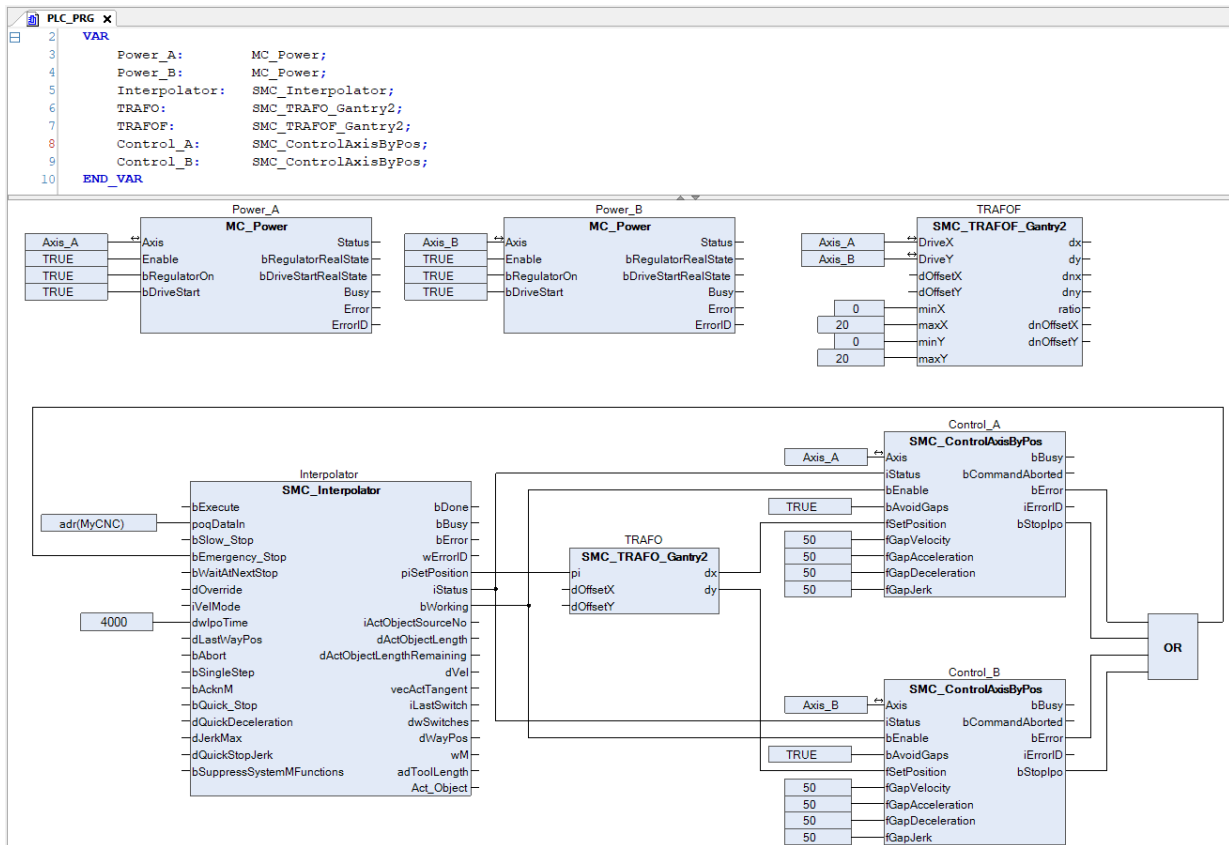 PLC_PRG
2 VAR
3 Power_A: MC_Power;
4 Power_B: MC_Power;
5 Interpolator: SMC_Interpolator;
6 TRAFO: SMC_TRAFO_Gantry2;
7 TRAFOF: SMC_TRAFOF_Gantry2;
8 Control_A: SMC_ControlAxisByPos;
9 Control_B: SMC_ControlAxisByPos;
10 END_VAR
Power_A
MC_Power
Axis_A Axis Status
TRUE Enable bRegulatorRealState
TRUE bRegulatorOn bDriveStartRealState
TRUE bDriveStart Busy
Error
ErrorID
Power_B
MC_Power
Axis_B Axis Status
TRUE Enable bRegulatorRealState
TRUE bRegulatorOn bDriveStartRealState
TRUE bDriveStart Busy
Error
ErrorID
TRAFOF
SMC_TRAFOF_Gantry2
Axis_A DriveX dx
Axis_B DriveY dy
dOffsetX dnx
dOffsetY dny
0 minX ratio
20 maxX dnOffsetX
0 minY dnOffsetY
20 maxY
Interpolator
SMC_Interpolator
bExecute bDone
adr(MyCNC) poqDataIn bBusy
bSlow_Stop bError
bEmergency_Stop wErrorID
bWaitAtNextStop piSetPosition
dOverride iStatus
iVelMode bWorking
4000 dwIpoTime iActObjectSourceNo
dLastWayPos dActObjectLength
bAbort dActObjectLengthRemaining
bSingleStep dVel
bAcknM vecActTangent
bQuick_Stop iLastSwitch
dQuickDeceleration dwSwitches
dJerkMax dWayPos
dQuickStopJerk wM
bSuppressSystemMFunctions adToolLength
Act_Object
TRAFO
SMC_TRAFO_Gantry2
pi dx
dOffsetX dy
dOffsetY
Control_A
SMC_ControlAxisByPos
Axis_A Axis bBusy
iStatus bCommandAborted
bEnable bError
TRUE bAvoidGaps iErrorID
fSetPosition bStopIpo
50 fGapVelocity
50 fGapAcceleration
50 fGapDeceleration
50 fGapJerk
OR
Control_B
SMC_ControlAxisByPos
Axis_B Axis bBusy
iStatus bCommandAborted
bEnable bError
TRUE bAvoidGaps iErrorID
fSetPosition bStopIpo
50 fGapVelocity
50 fGapAcceleration
50 fGapDeceleration
50 fGapJerk